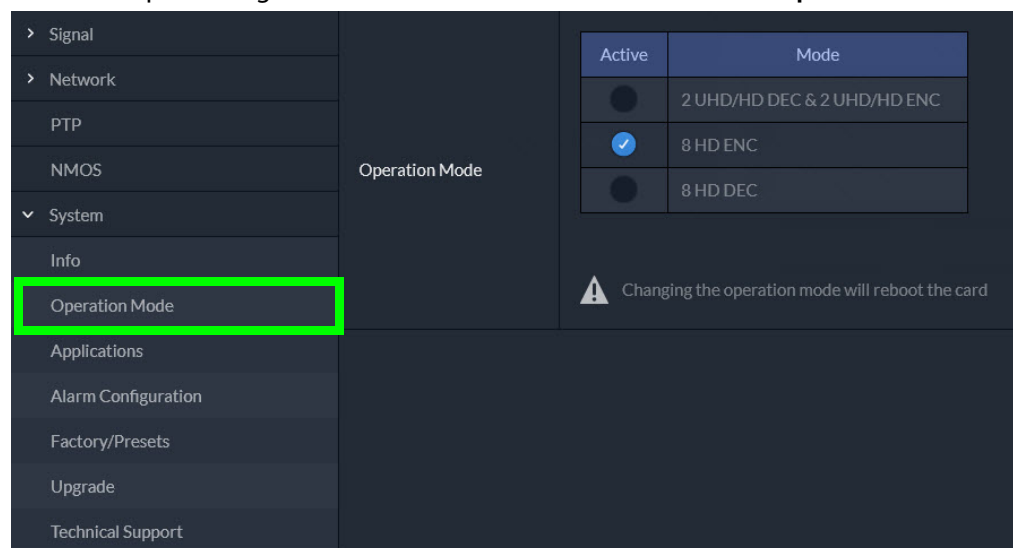 Signal
Network
PTP
NMOS
System
Info
Operation Mode
Applications
Alarm Configuration
Factory/Presets
Upgrade
Technical Support
Operation Mode
Active Mode
2 UHD/HD DEC & 2 UHD/HD ENC
8 HD ENC
8 HD DEC
Changing the operation mode will reboot the card